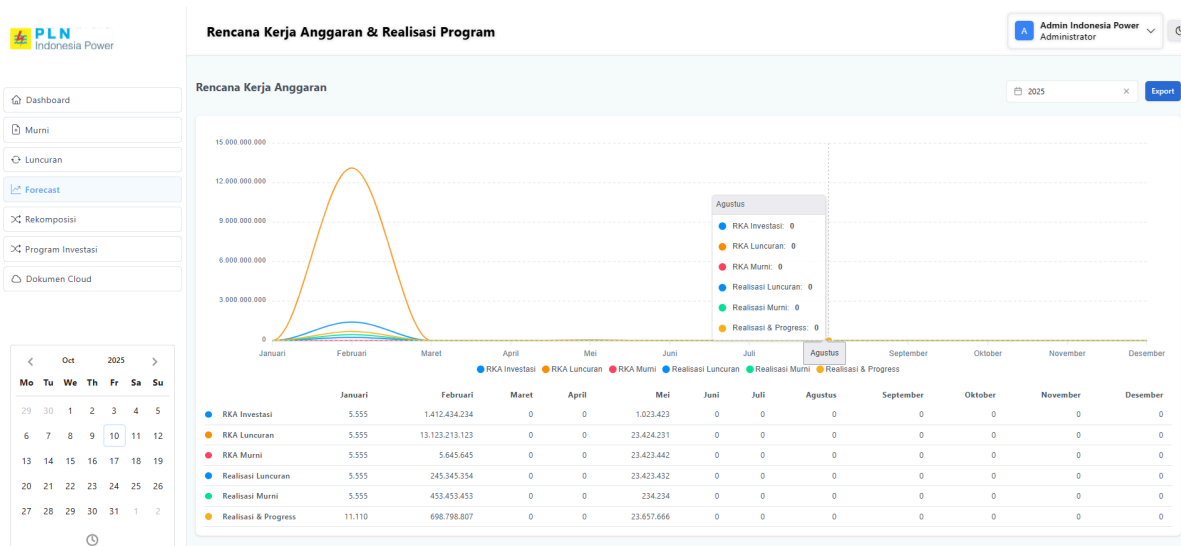 PLN
Indonesia Power
Rencana Kerja Anggaran & Realisasi Program
A
Admin Indonesia Power
Administrator
Dashboard
Murni
Luncuran
Forecast
Rekomposisi
Program Investasi
Dokumen Cloud
Oct 2025
Mo Tu We Th Fr Sa Su
29 30 1 2 3 4 5
6 7 8 9 10 11 12
13 14 15 16 17 18 19
20 21 22 23 24 25 26
27 28 29 30 31 1 2
Rencana Kerja Anggaran
2025
Export
15.000.000.000
12.000.000.000
9.000.000.000
6.000.000.000
3.000.000.000
0
Agustus
RKA Investasi: 0
RKA Luncuran: 0
RKA Murni: 0
Realisasi Luncuran: 0
Realisasi Murni: 0
Realisasi & Progress: 0
Januari Februari Maret April Mei Juni Juli Agustus September Oktober November Desember
RKA Investasi RKA Luncuran RKA Murni Realisasi Luncuran Realisasi Murni Realisasi & Progress
Januari Februari Maret April Mei Juni Juli Agustus September Oktober November Desember
RKA Investasi 5.555 1.412.434.234 0 0 1.023.423 0 0 0 0 0 0 0
RKA Luncuran 5.555 13.123.213.123 0 0 23.424.231 0 0 0 0 0 0 0
RKA Murni 5.555 5.645.645 0 0 23.423.442 0 0 0 0 0 0 0
Realisasi Luncuran 5.555 245.345.354 0 0 23.423.432 0 0 0 0 0 0 0
Realisasi Murni 5.555 453.453.453 0 0 234.234 0 0 0 0 0 0 0
Realisasi & Progress 11.110 698.798.807 0 0 23.657.666 0 0 0 0 0 0 0